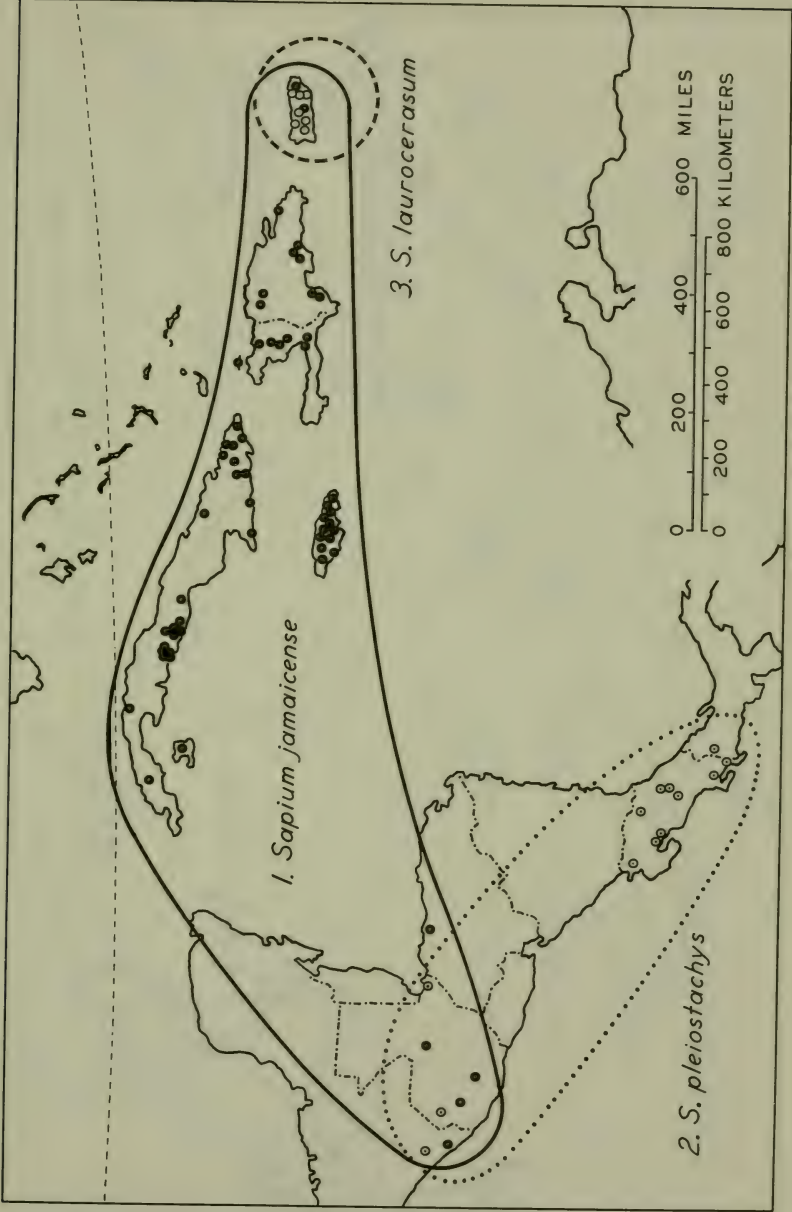 1. Sapium jamaicense
2. S. pleiostachys
3. S. laurocerasum
0 200 400 600 MILES
0 200 400 600 800 KILOMETERS